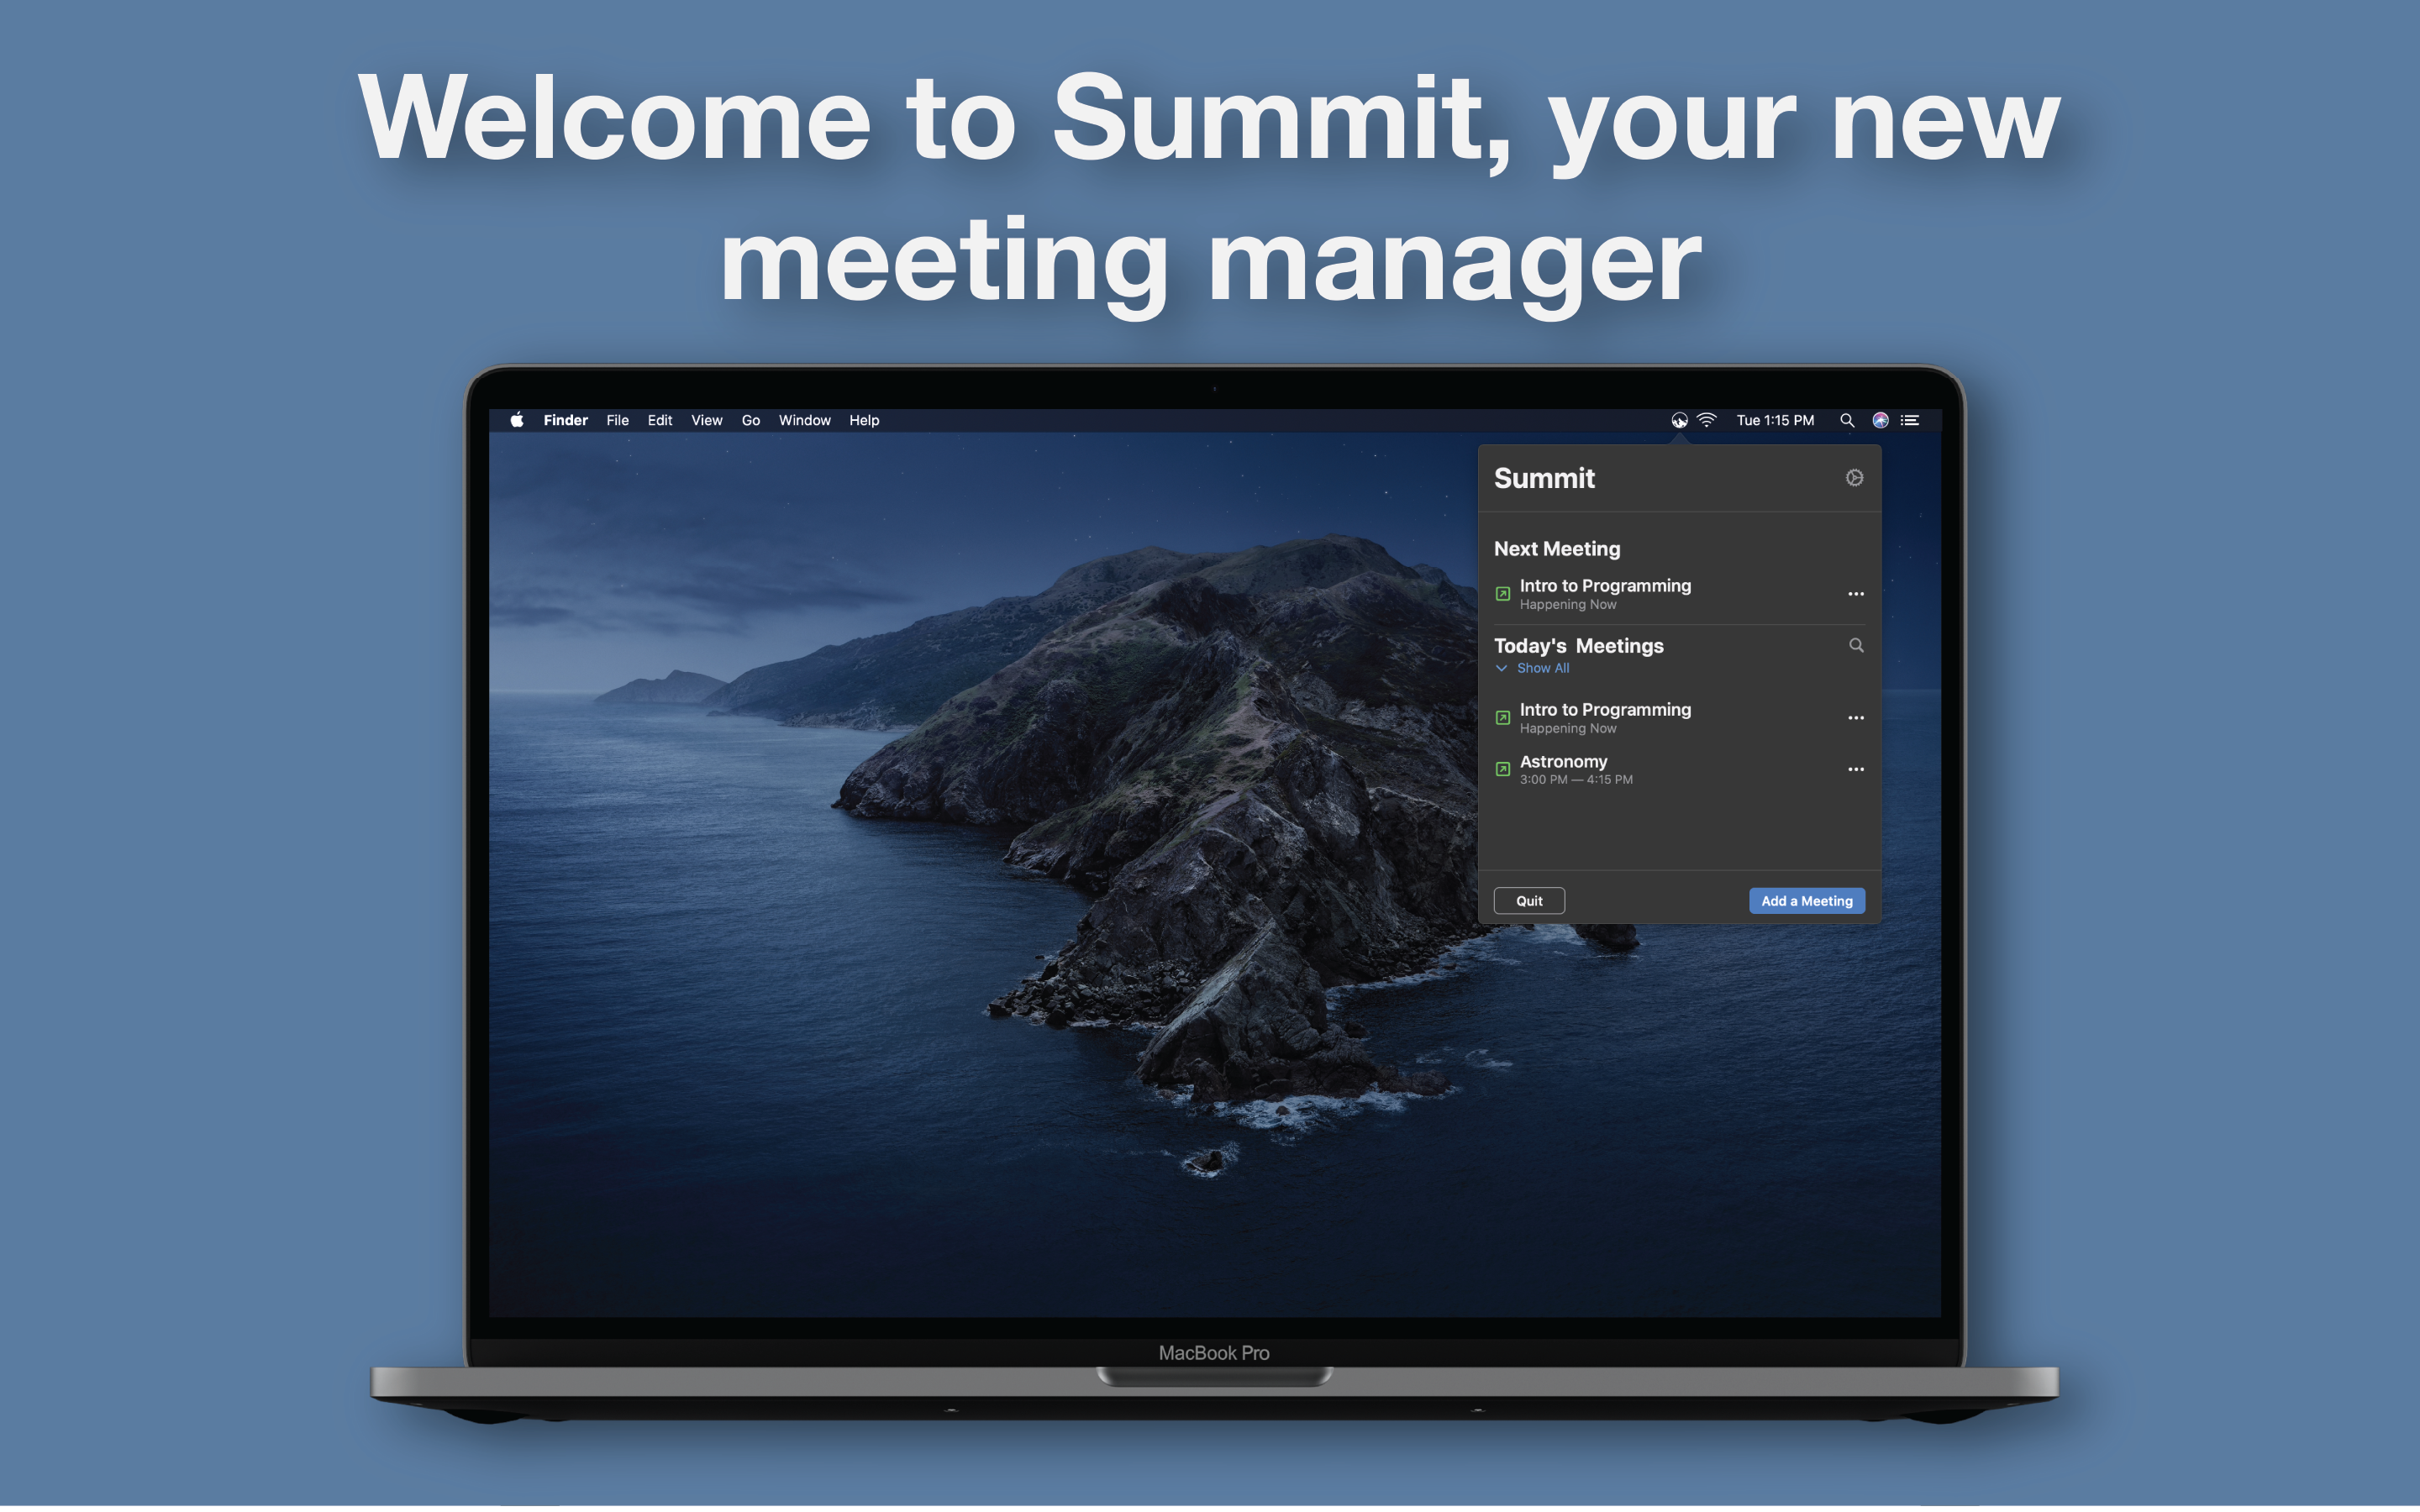 Welcome to Summit, your new
meeting manager
Finder File Edit View Go Window Help Tue 1:15 PM
Summit
Next Meeting
Intro to Programming
Happening Now
Today's Meetings
Show All
Intro to Programming
Happening Now
Astronomy
3:00 PM — 4:15 PM
Quit Add a Meeting
MacBook Pro